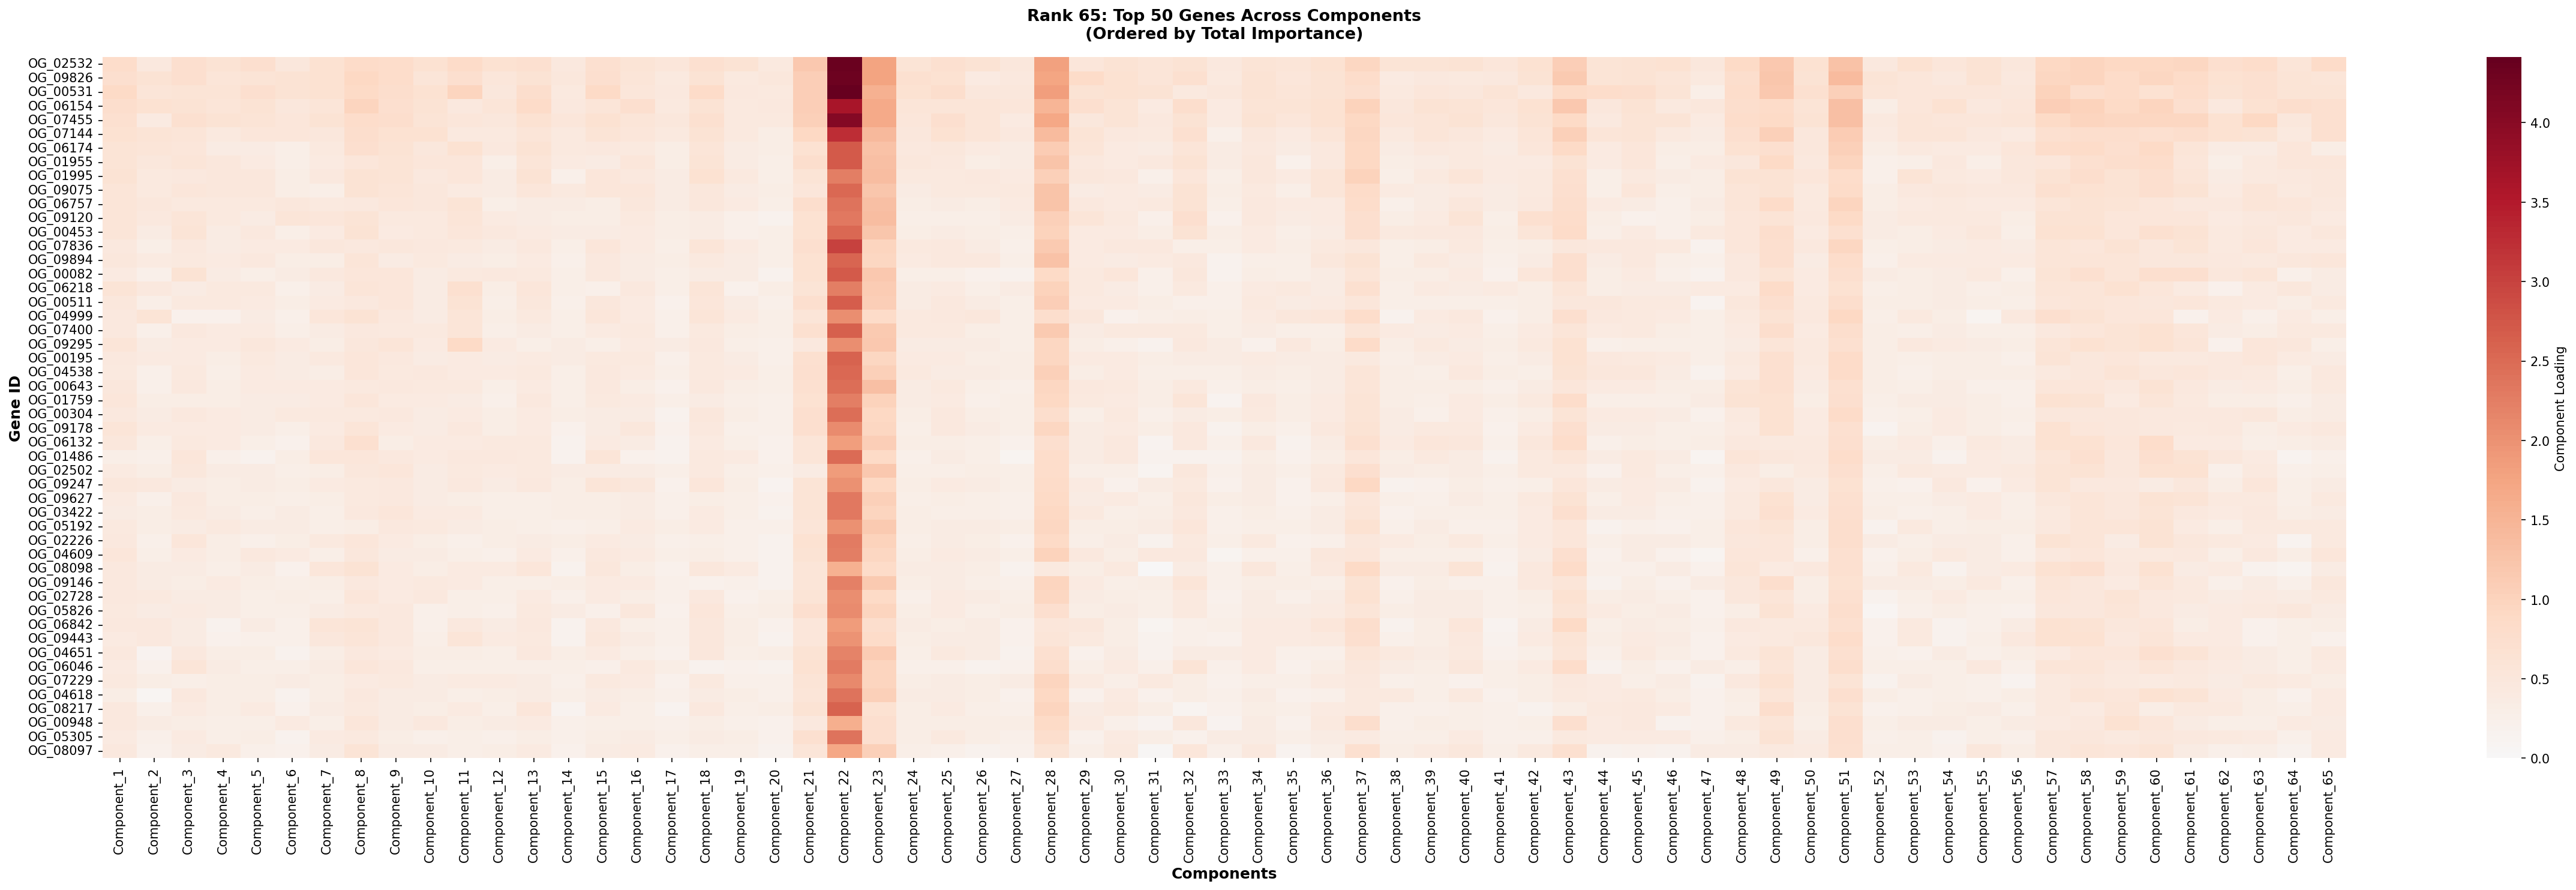 Rank 65: Top 50 Genes Across Components
(Ordered by Total Importance)
Gene ID
OG_02532
OG_09826
OG_00531
OG_06154
OG_07455
OG_07144
OG_06174
OG_01955
OG_01995
OG_09075
OG_06757
OG_09120
OG_00453
OG_07836
OG_09894
OG_00082
OG_06218
OG_00511
OG_04999
OG_07400
OG_09295
OG_00195
OG_04538
OG_00643
OG_01759
OG_00304
OG_09178
OG_06132
OG_01486
OG_02502
OG_09247
OG_09627
OG_03422
OG_05192
OG_02226
OG_04609
OG_08098
OG_09146
OG_02728
OG_05826
OG_06842
OG_09443
OG_04651
OG_06046
OG_07229
OG_04618
OG_08217
OG_00948
OG_05305
OG_08097
Component_1
Component_2
Component_3
Component_4
Component_5
Component_6
Component_7
Component_8
Component_9
Component_10
Component_11
Component_12
Component_13
Component_14
Component_15
Component_16
Component_17
Component_18
Component_19
Component_20
Component_21
Component_22
Component_23
Component_24
Component_25
Component_26
Component_27
Component_28
Component_29
Component_30
Component_31
Component_32
Component_33
Component_34
Component_35
Component_36
Component_37
Component_38
Component_39
Component_40
Component_41
Component_42
Component_43
Component_44
Component_45
Component_46
Component_47
Component_48
Component_49
Component_50
Component_51
Component_52
Component_53
Component_54
Component_55
Component_56
Component_57
Component_58
Component_59
Component_60
Component_61
Component_62
Component_63
Component_64
Component_65
Components
4.0
3.5
3.0
2.5
2.0
1.5
1.0
0.5
0.0
Component Loading